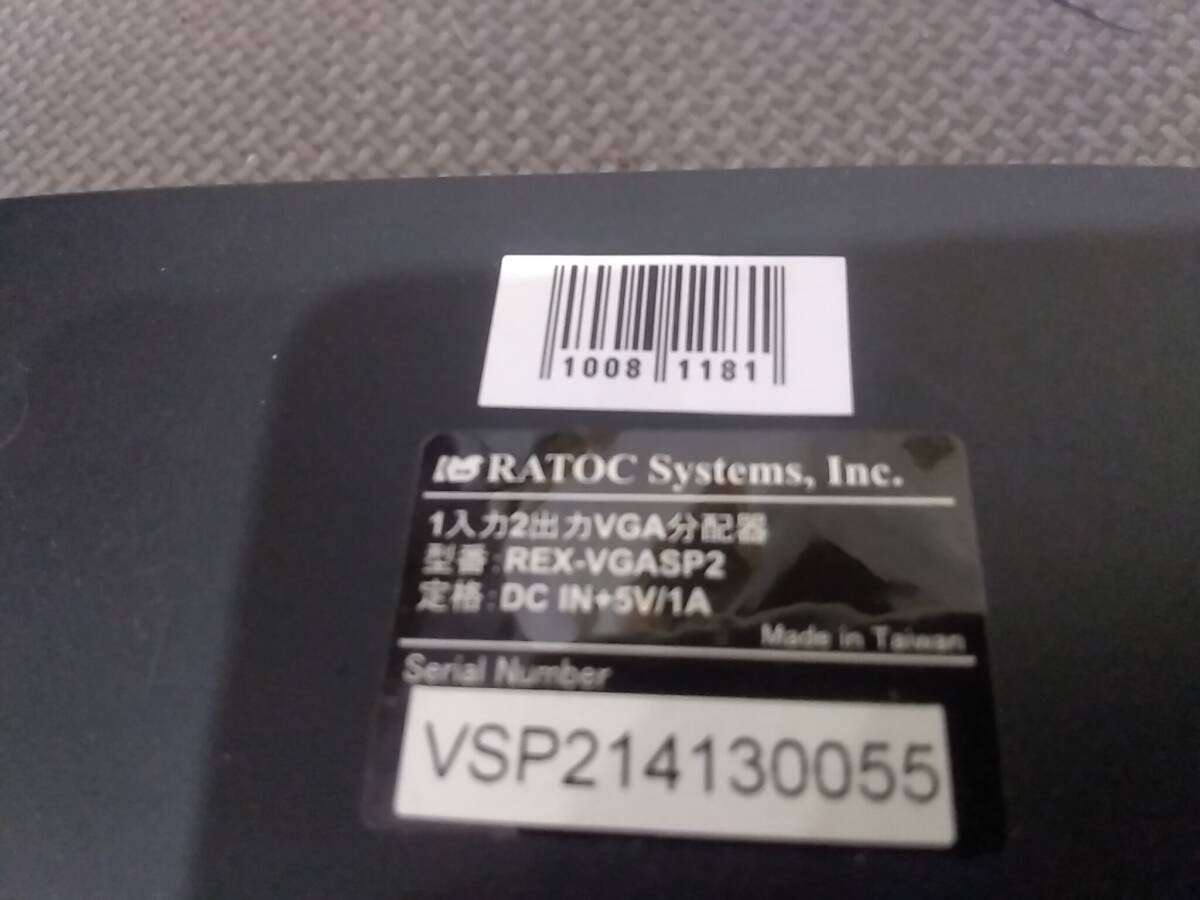 1008 1181
RATOC Systems, Inc.
1入力2出力VGA分配器
型番:REX-VGASP2
定格:DC IN+5V/1A
Made in Taiwan
Serial Number
VSP214130055